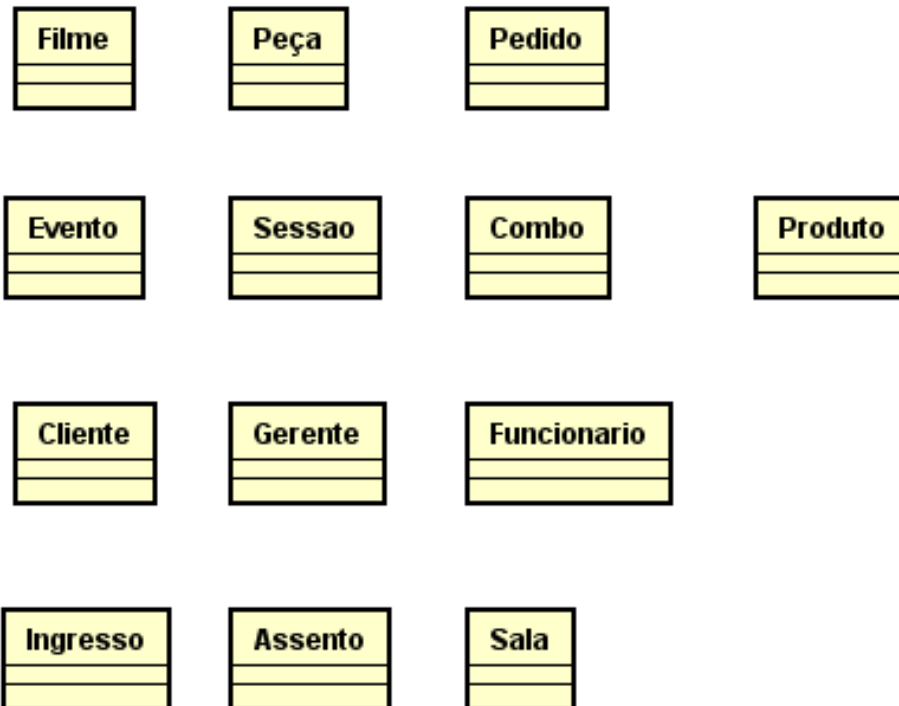 Filme
Peça
Pedido
Evento
Sessao
Combo
Produto
Cliente
Gerente
Funcionario
Ingresso
Assento
Sala